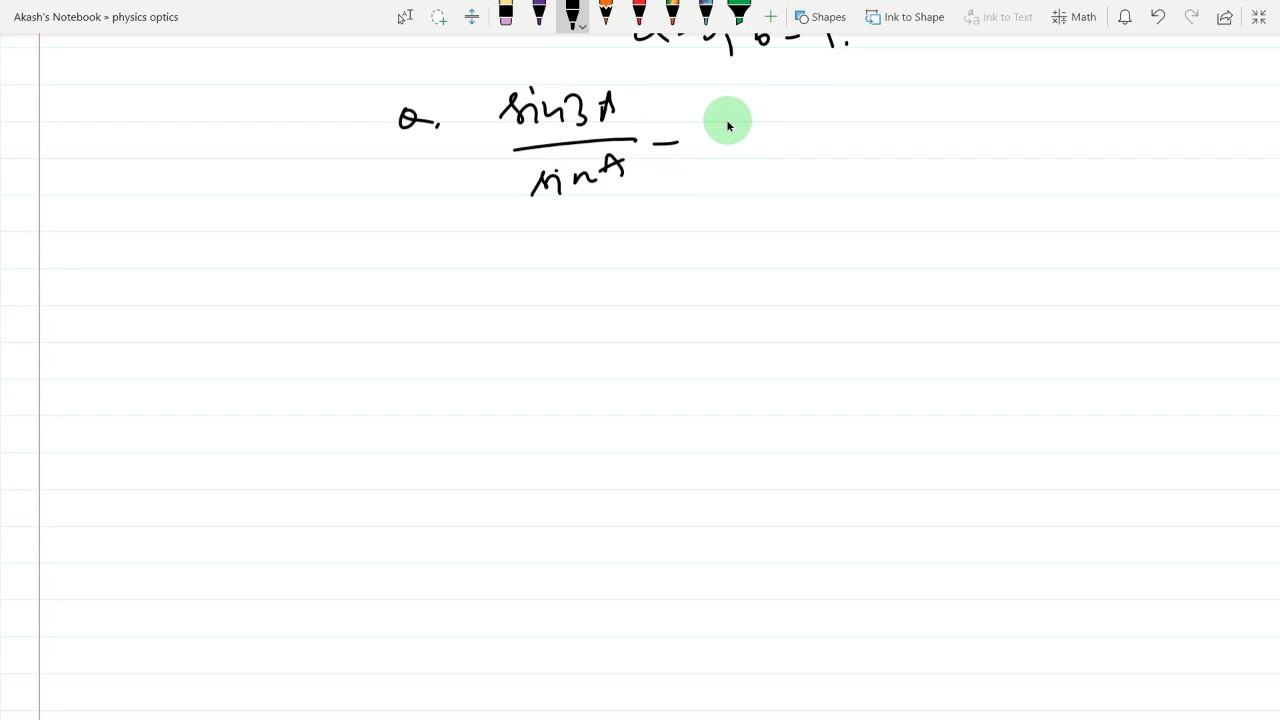 Akash's Notebook » physics optics
Shapes
Ink to Shape
Ink to Text
Math
Q. sin3A
sinA -